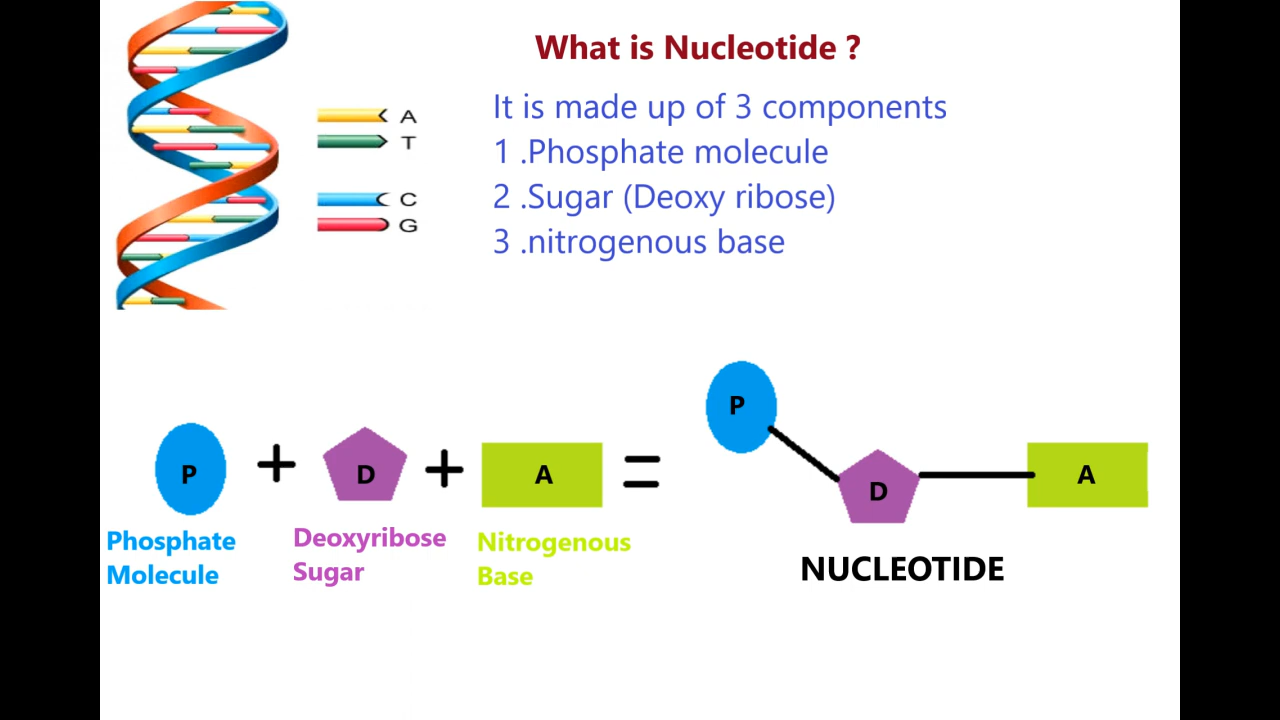 What is Nucleotide ?
It is made up of 3 components
1 .Phosphate molecule
2 .Sugar (Deoxy ribose)
3 .nitrogenous base
A
T
C
G
P
D
A
P
D
A
Phosphate
Molecule
Deoxyribose
Sugar
Nitrogenous
Base
NUCLEOTIDE